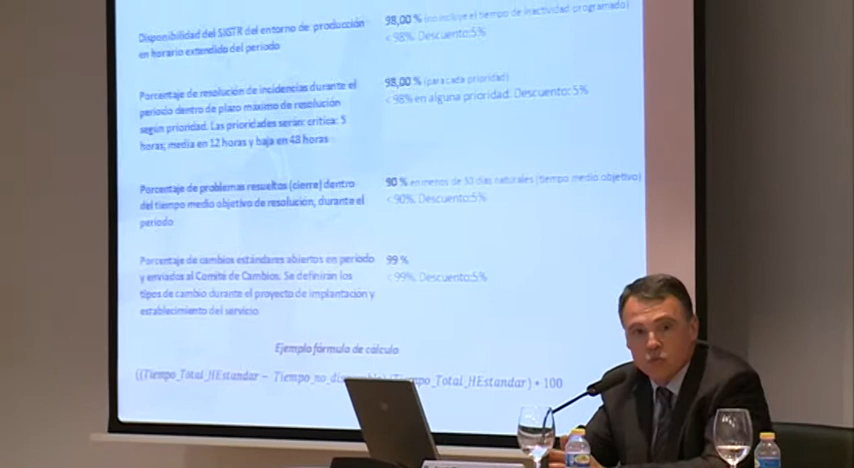 Disponibilidad del SIGTR del entorno de producción
en horario extendido del periodo
98,00 % (no incluye el tiempo de inactividad programado)
< 98%. Descuento:5%
Porcentaje de resolución de incidencias durante el
periodo dentro de plazo máximo de resolución
según prioridad. Las prioridades serán: crítica: 5
horas; media en 12 horas y baja en 48 horas
98,00 % (para cada prioridad)
< 98% en alguna prioridad. Descuento: 5%
Porcentaje de problemas resueltos (cierre) dentro
del tiempo medio objetivo de resolución, durante el
periodo
90 % en menos de 30 días naturales (tiempo medio objetivo)
< 90%. Descuento:5%
Porcentaje de cambios estándares abiertos en periodo
y enviados al Comité de Cambios. Se definirán los
tipos de cambio durante el proyecto de implantación y
establecimiento del servicio.
99 %
< 99%. Descuento:5%
Ejemplo fórmula de cálculo
((Tiempo_Total_HEstandar − Tiempo_no_ Tiempo_Total_HEstandar) * 100